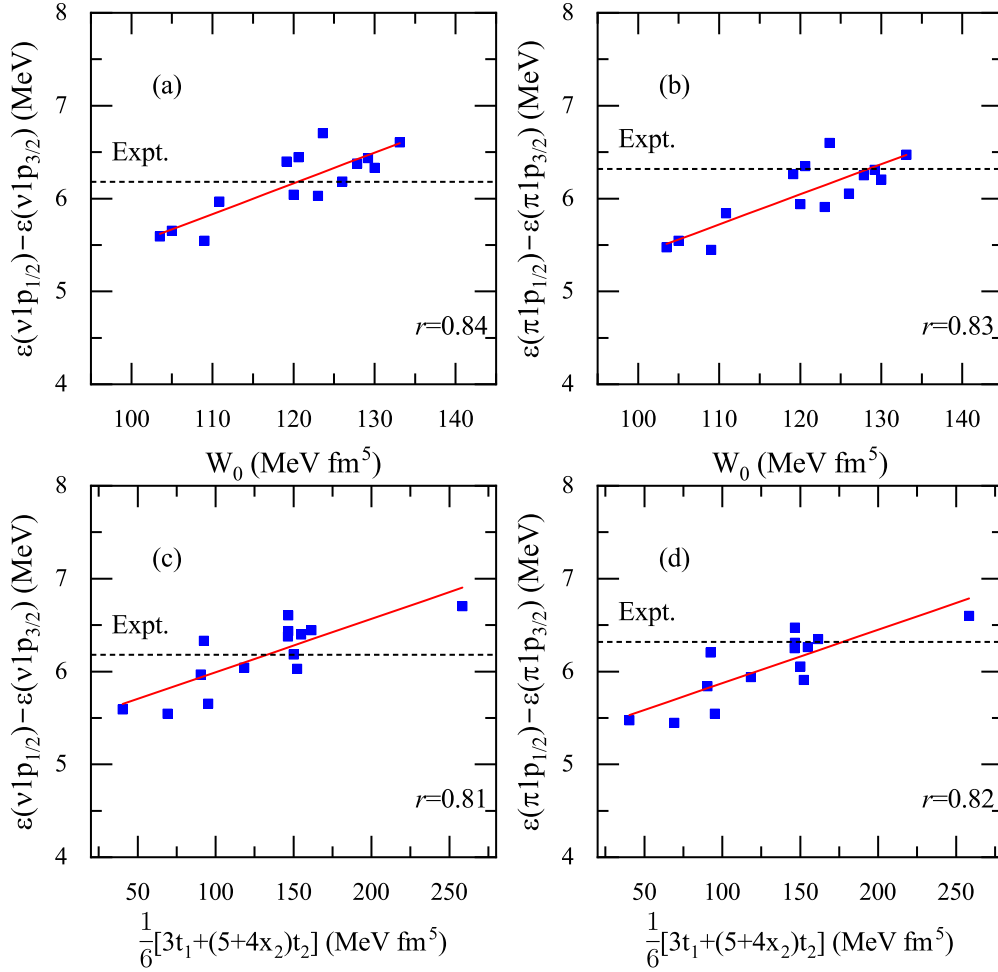 ε(ν1p₁/₂)−ε(ν1p₃/₂) (MeV)
8
7
6
5
4
(a)
Expt.
r=0.84
100 110 120 130 140
W₀ (MeV fm⁵)
ε(π1p₁/₂)−ε(π1p₃/₂) (MeV)
8
7
6
5
4
(b)
Expt.
r=0.83
100 110 120 130 140
W₀ (MeV fm⁵)
ε(ν1p₁/₂)−ε(ν1p₃/₂) (MeV)
8
7
6
5
4
(c)
Expt.
r=0.81
50 100 150 200 250
1/6[3t₁+(5+4x₂)t₂] (MeV fm⁵)
ε(π1p₁/₂)−ε(π1p₃/₂) (MeV)
8
7
6
5
4
(d)
Expt.
r=0.82
50 100 150 200 250
1/6[3t₁+(5+4x₂)t₂] (MeV fm⁵)